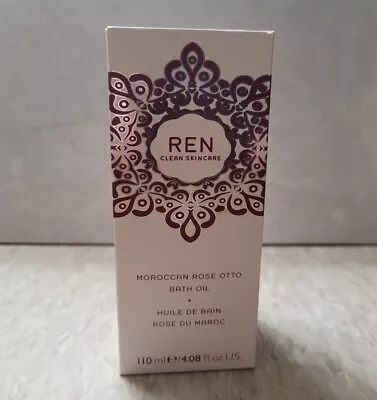 REN
CLEAN SKINCARE
MOROCCAN ROSE OTTO
BATH OIL
•
HUILE DE BAIN
ROSE DU MAROC
110 ml ℮/4.08 fl oz U.S.